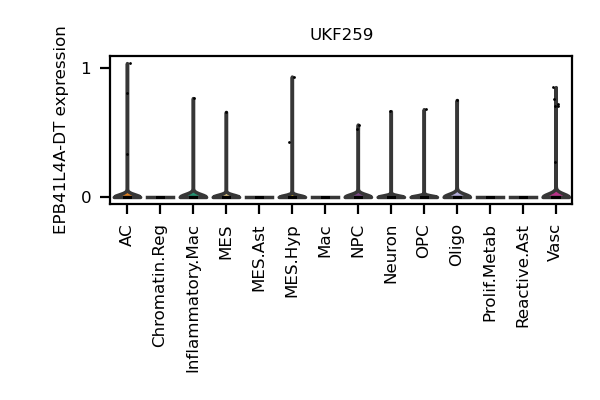 UKF259
EPB41L4A-DT expression
1
0
AC
Chromatin.Reg
Inflammatory.Mac
MES
MES.Ast
MES.Hyp
Mac
NPC
Neuron
OPC
Oligo
Prolif.Metab
Reactive.Ast
Vasc